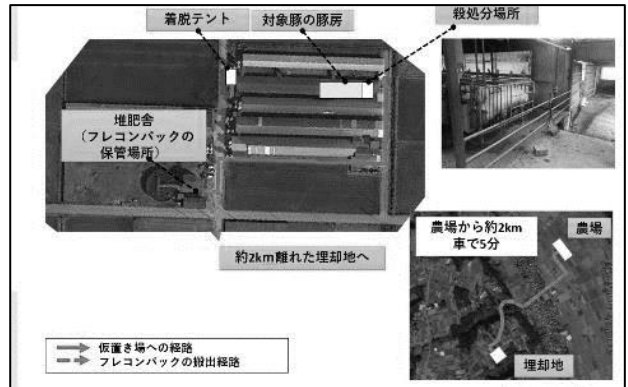 着脱テント
対象豚の豚房
殺処分場所
堆肥舎
(フレコンバックの
保管場所)
約2km離れた埋却地へ
農場から約2km
車で5分
農場
埋却地
仮置き場への経路
フレコンバックの搬出経路